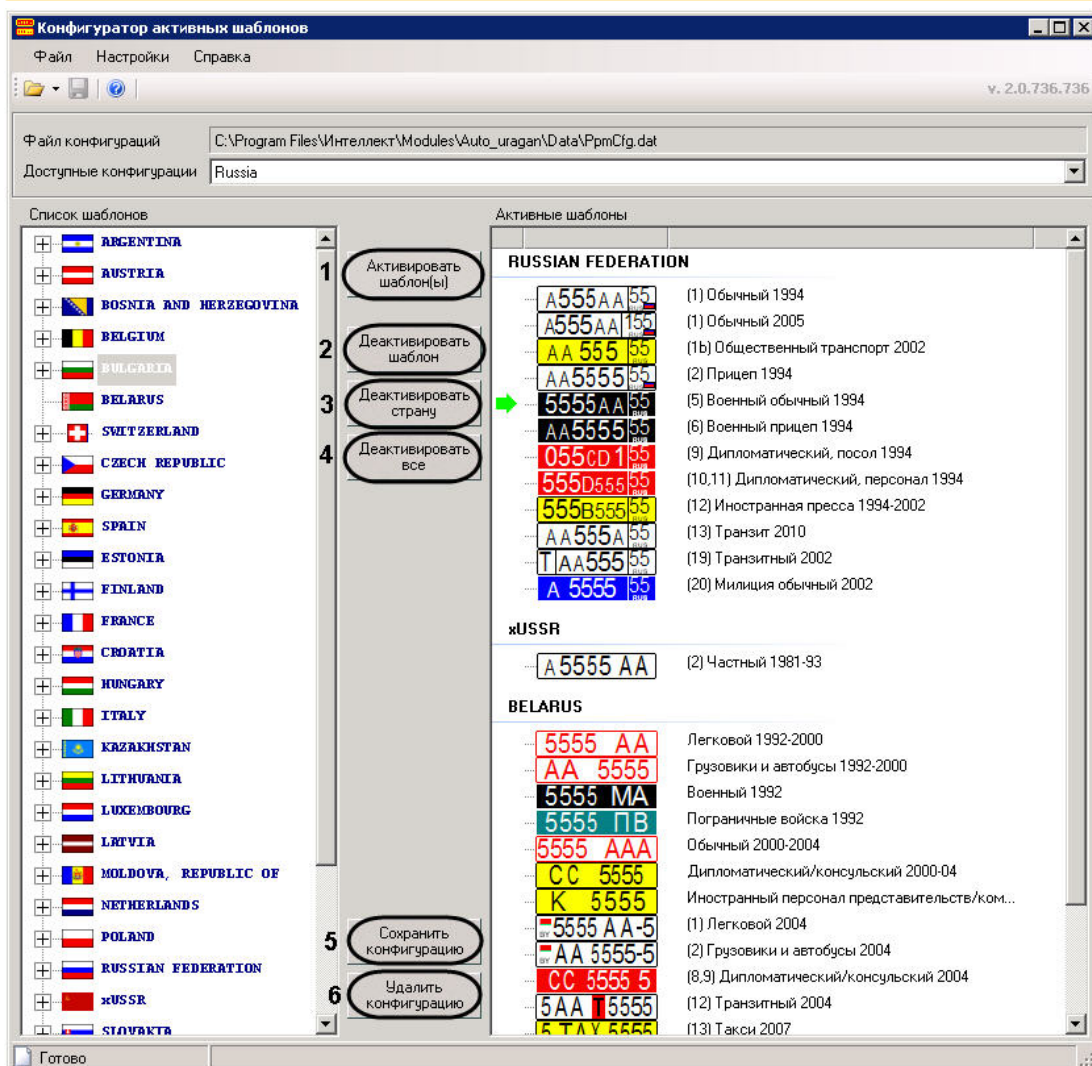 Конфигуратор активных шаблонов
Файл Настройки Справка
v. 2.0.736.736
Файл конфигураций C:\Program Files\Интеллект\Modules\Auto_uragan\Data\PpmCfg.dat
Доступные конфигурации Russia
Список шаблонов
ARGENTINA
AUSTRIA
BOSNIA AND HERZEGOVINA
BELGIUM
BULGARIA
BELARUS
SWITZERLAND
CZECH REPUBLIC
GERMANY
SPAIN
ESTONIA
FINLAND
FRANCE
CROATIA
HUNGARY
ITALY
KAZAKHSTAN
LITHUANIA
LUXEMBOURG
LATVIA
MOLDOVA, REPUBLIC OF
NETHERLANDS
POLAND
RUSSIAN FEDERATION
xUSSR
SLOVAKIA
1 Активировать
шаблон(ы)
2 Деактивировать
шаблон
3 Деактивировать
страну
4 Деактивировать
все
5 Сохранить
конфигурацию
6 Удалить
конфигурацию
Активные шаблоны
RUSSIAN FEDERATION
A555AA 55 (1) Обычный 1994
A555AA 155 (1) Обычный 2005
AA 555 55 (1b) Общественный транспорт 2002
AA5555 55 (2) Прицеп 1994
5555AA 55 (5) Военный обычный 1994
AA5555 55 (6) Военный прицеп 1994
055CD1 55 (9) Дипломатический, посол 1994
555D555 55 (10,11) Дипломатический, персонал 1994
555B555 55 (12) Иностранная пресса 1994-2002
AA555A 55 (13) Транзит 2010
T AA555 55 (19) Транзитный 2002
A 5555 55 (20) Милиция обычный 2002
xUSSR
A 5555 AA (2) Частный 1981-93
BELARUS
5555 AA Легковой 1992-2000
AA 5555 Грузовики и автобусы 1992-2000
5555 MA Военный 1992
5555 ПВ Пограничные войска 1992
5555 AAA Обычный 2000-2004
CC 5555 Дипломатический/консульский 2000-04
K 5555 Иностранный персонал представительств/ком...
5555 AA-5 (1) Легковой 2004
AA 5555-5 (2) Грузовики и автобусы 2004
CC 5555 5 (8,9) Дипломатический/консульский 2004
5AA T 5555 (12) Транзитный 2004
5 TAX 5555 (13) Такси 2007
Готово